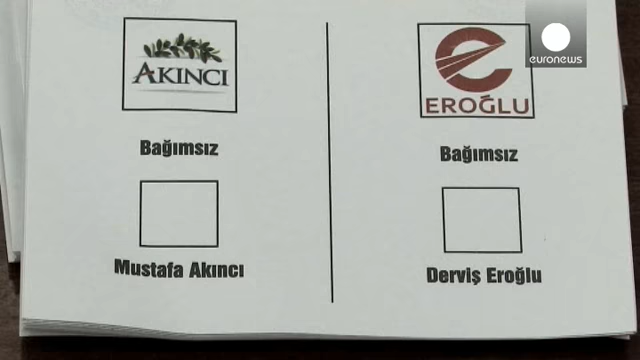 AKINCI
Bağımsız
Mustafa Akıncı
EROĞLU
Bağımsız
Derviş Eroğlu
euronews